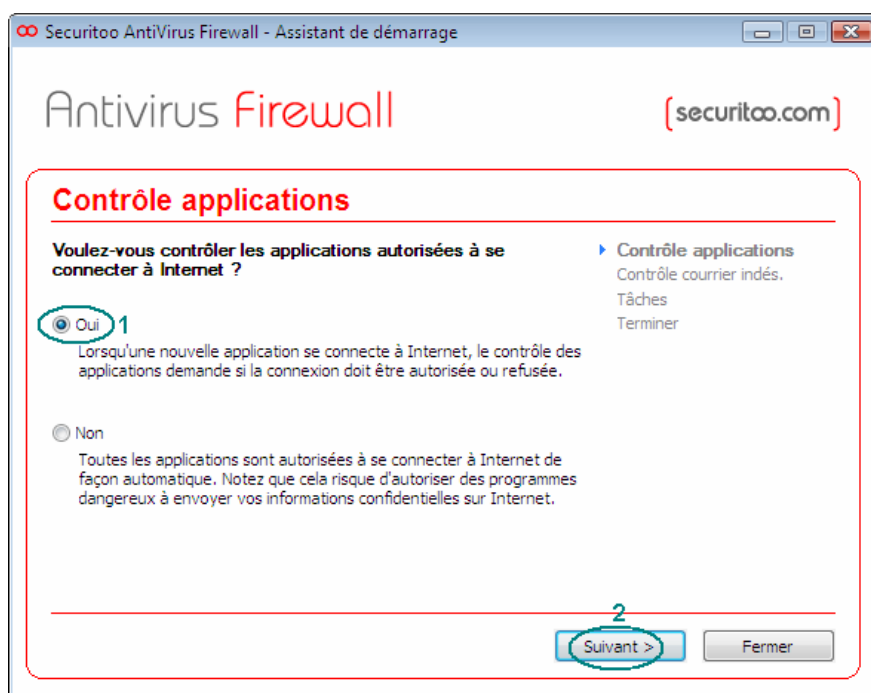 Securitoo AntiVirus Firewall - Assistant de démarrage
Antivirus Firewall
[securitoo.com]
Contrôle applications
Voulez-vous contrôler les applications autorisées à se
connecter à Internet ?
Oui 1
Lorsqu'une nouvelle application se connecte à Internet, le contrôle des
applications demande si la connexion doit être autorisée ou refusée.
Non
Toutes les applications sont autorisées à se connecter à Internet de
façon automatique. Notez que cela risque d'autoriser des programmes
dangereux à envoyer vos informations confidentielles sur Internet.
Contrôle applications
Contrôle courrier indés.
Tâches
Terminer
2
Suivant >
Fermer